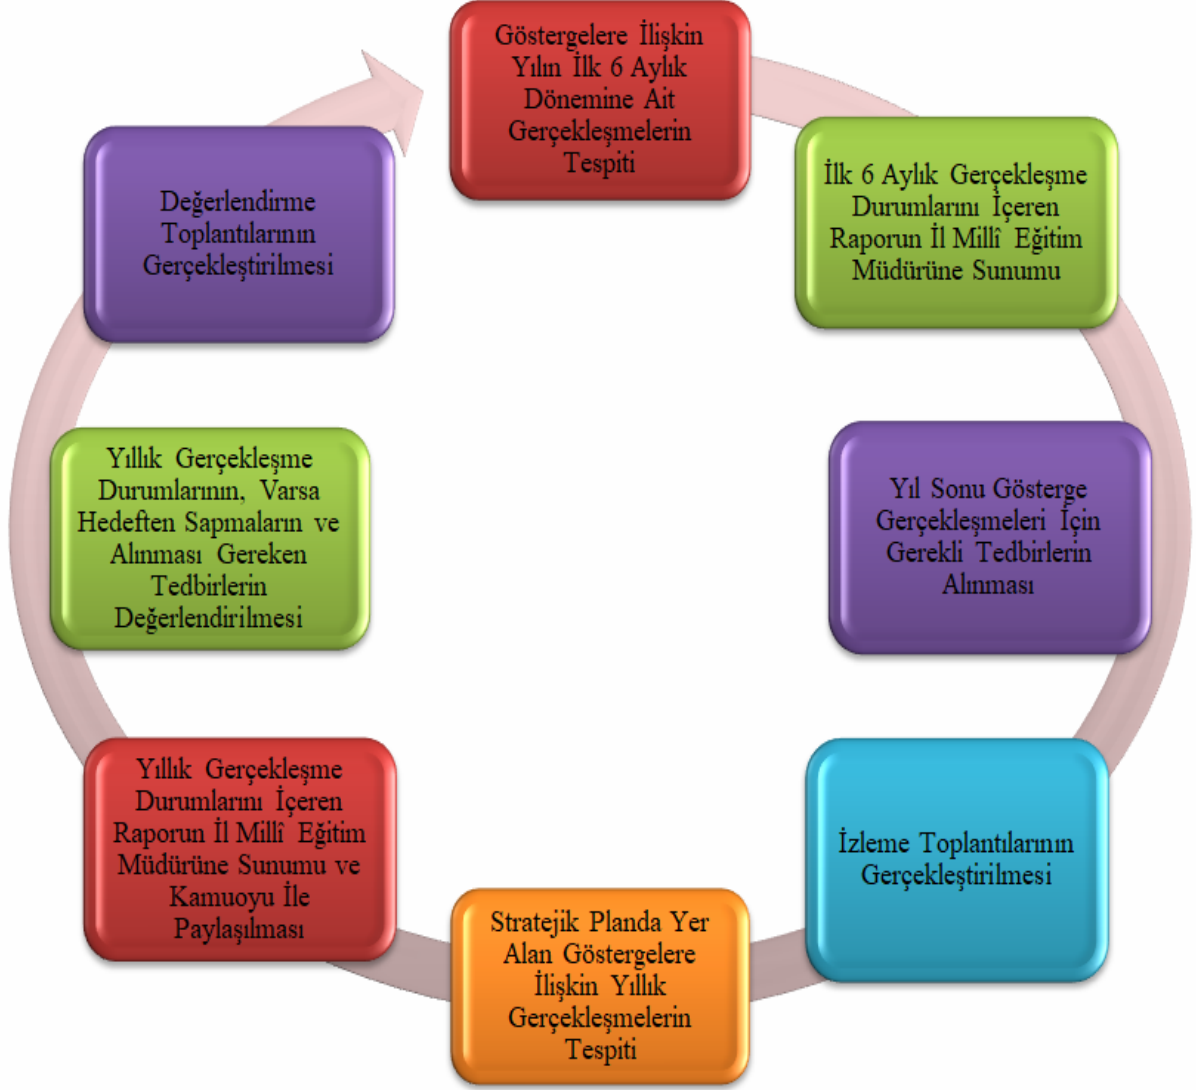 Göstergelere İlişkin
Yılın İlk 6 Aylık
Dönemine Ait
Gerçekleşmelerin
Tespiti
İlk 6 Aylık Gerçekleşme
Durumlarını İçeren
Raporun İl Millî Eğitim
Müdürüne Sunumu
Yıl Sonu Gösterge
Gerçekleşmeleri İçin
Gerekli Tedbirlerin
Alınması
İzleme Toplantılarının
Gerçekleştirilmesi
Stratejik Planda Yer
Alan Göstergelere
İlişkin Yıllık
Gerçekleşmelerin
Tespiti
Yıllık Gerçekleşme
Durumlarını İçeren
Raporun İl Millî Eğitim
Müdürüne Sunumu ve
Kamuoyu İle
Paylaşılması
Yıllık Gerçekleşme
Durumlarının, Varsa
Hedeften Sapmaların ve
Alınması Gereken
Tedbirlerin
Değerlendirilmesi
Değerlendirme
Toplantılarının
Gerçekleştirilmesi